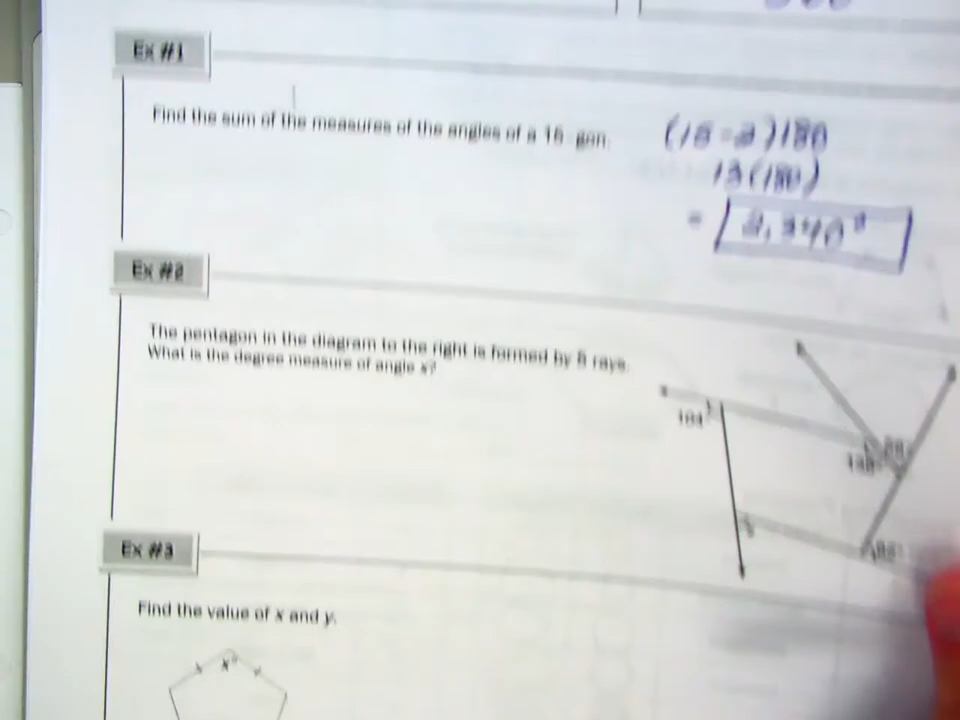 Ex #1
Find the sum of the measures of the angles of a 15-gon.
(15-2)180
13(180)
= 2,340°
Ex #2
The pentagon in the diagram to the right is formed by 5 rays.
What is the degree measure of angle x?
Ex #3
Find the value of x and y.
x°